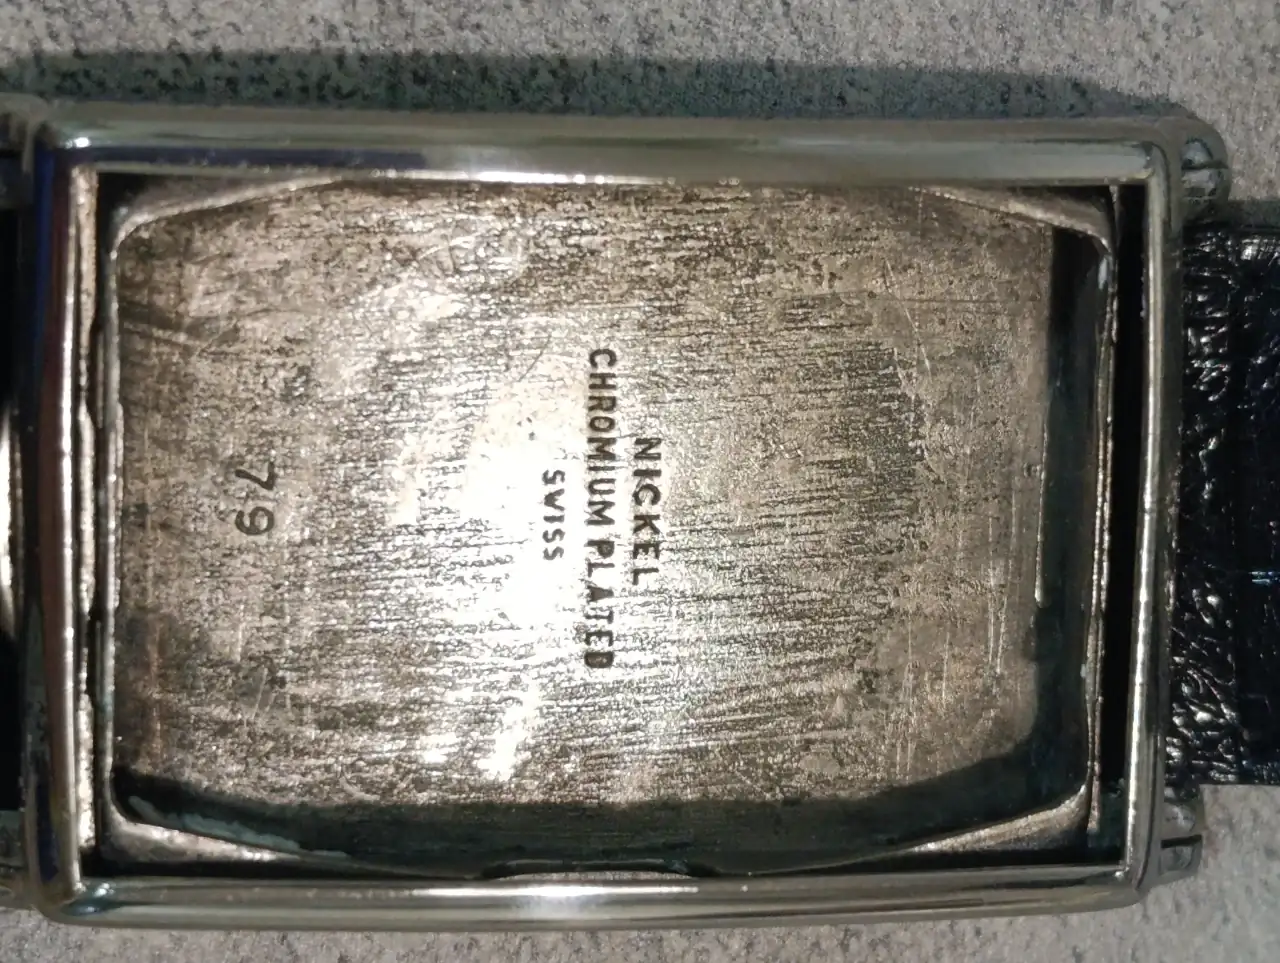 NICKEL
CHROMIUM PLATED
SWISS
79